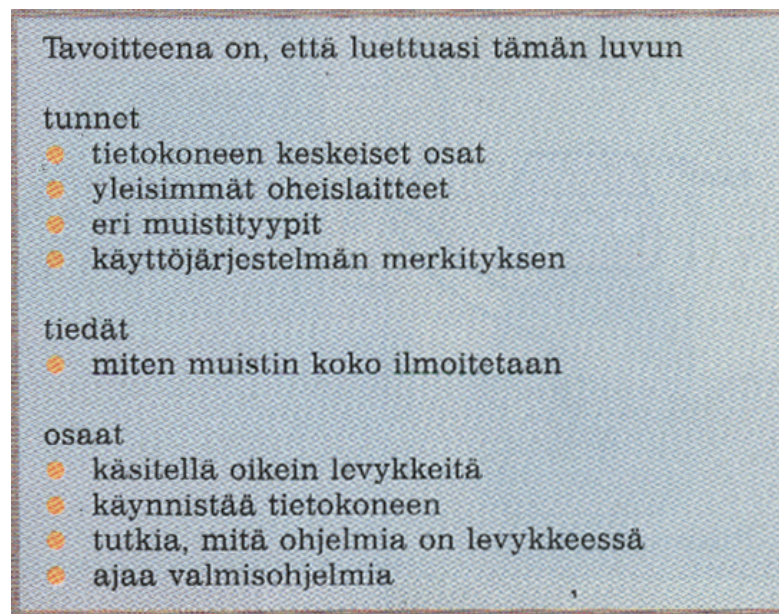 Tavoitteena on, että luettuasi tämän luvun
tunnet
tietokoneen keskeiset osat
yleisimmät oheislaitteet
eri muistityypit
käyttöjärjestelmän merkityksen
tiedät
miten muistin koko ilmoitetaan
osaat
käsitellä oikein levykkeitä
käynnistää tietokoneen
tutkia, mitä ohjelmia on levykkeessä
ajaa valmisohjelmia